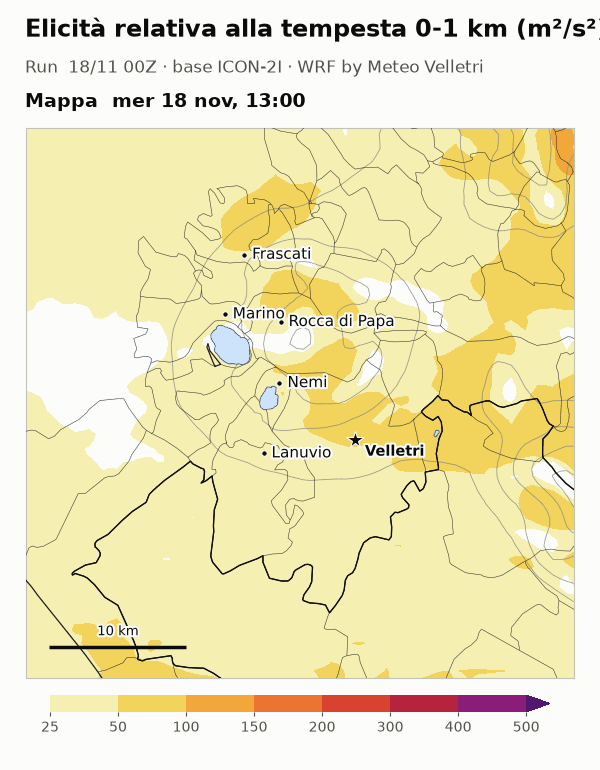 Elicità relativa alla tempesta 0-1 km (m²/s²)
Run  18/11 00Z · base ICON-2I · WRF by Meteo Velletri
Mappa  mer 18 nov, 13:00
Frascati
Marino
Rocca di Papa
Nemi
Velletri
Lanuvio
10 km
25 50 100 150 200 300 400 500